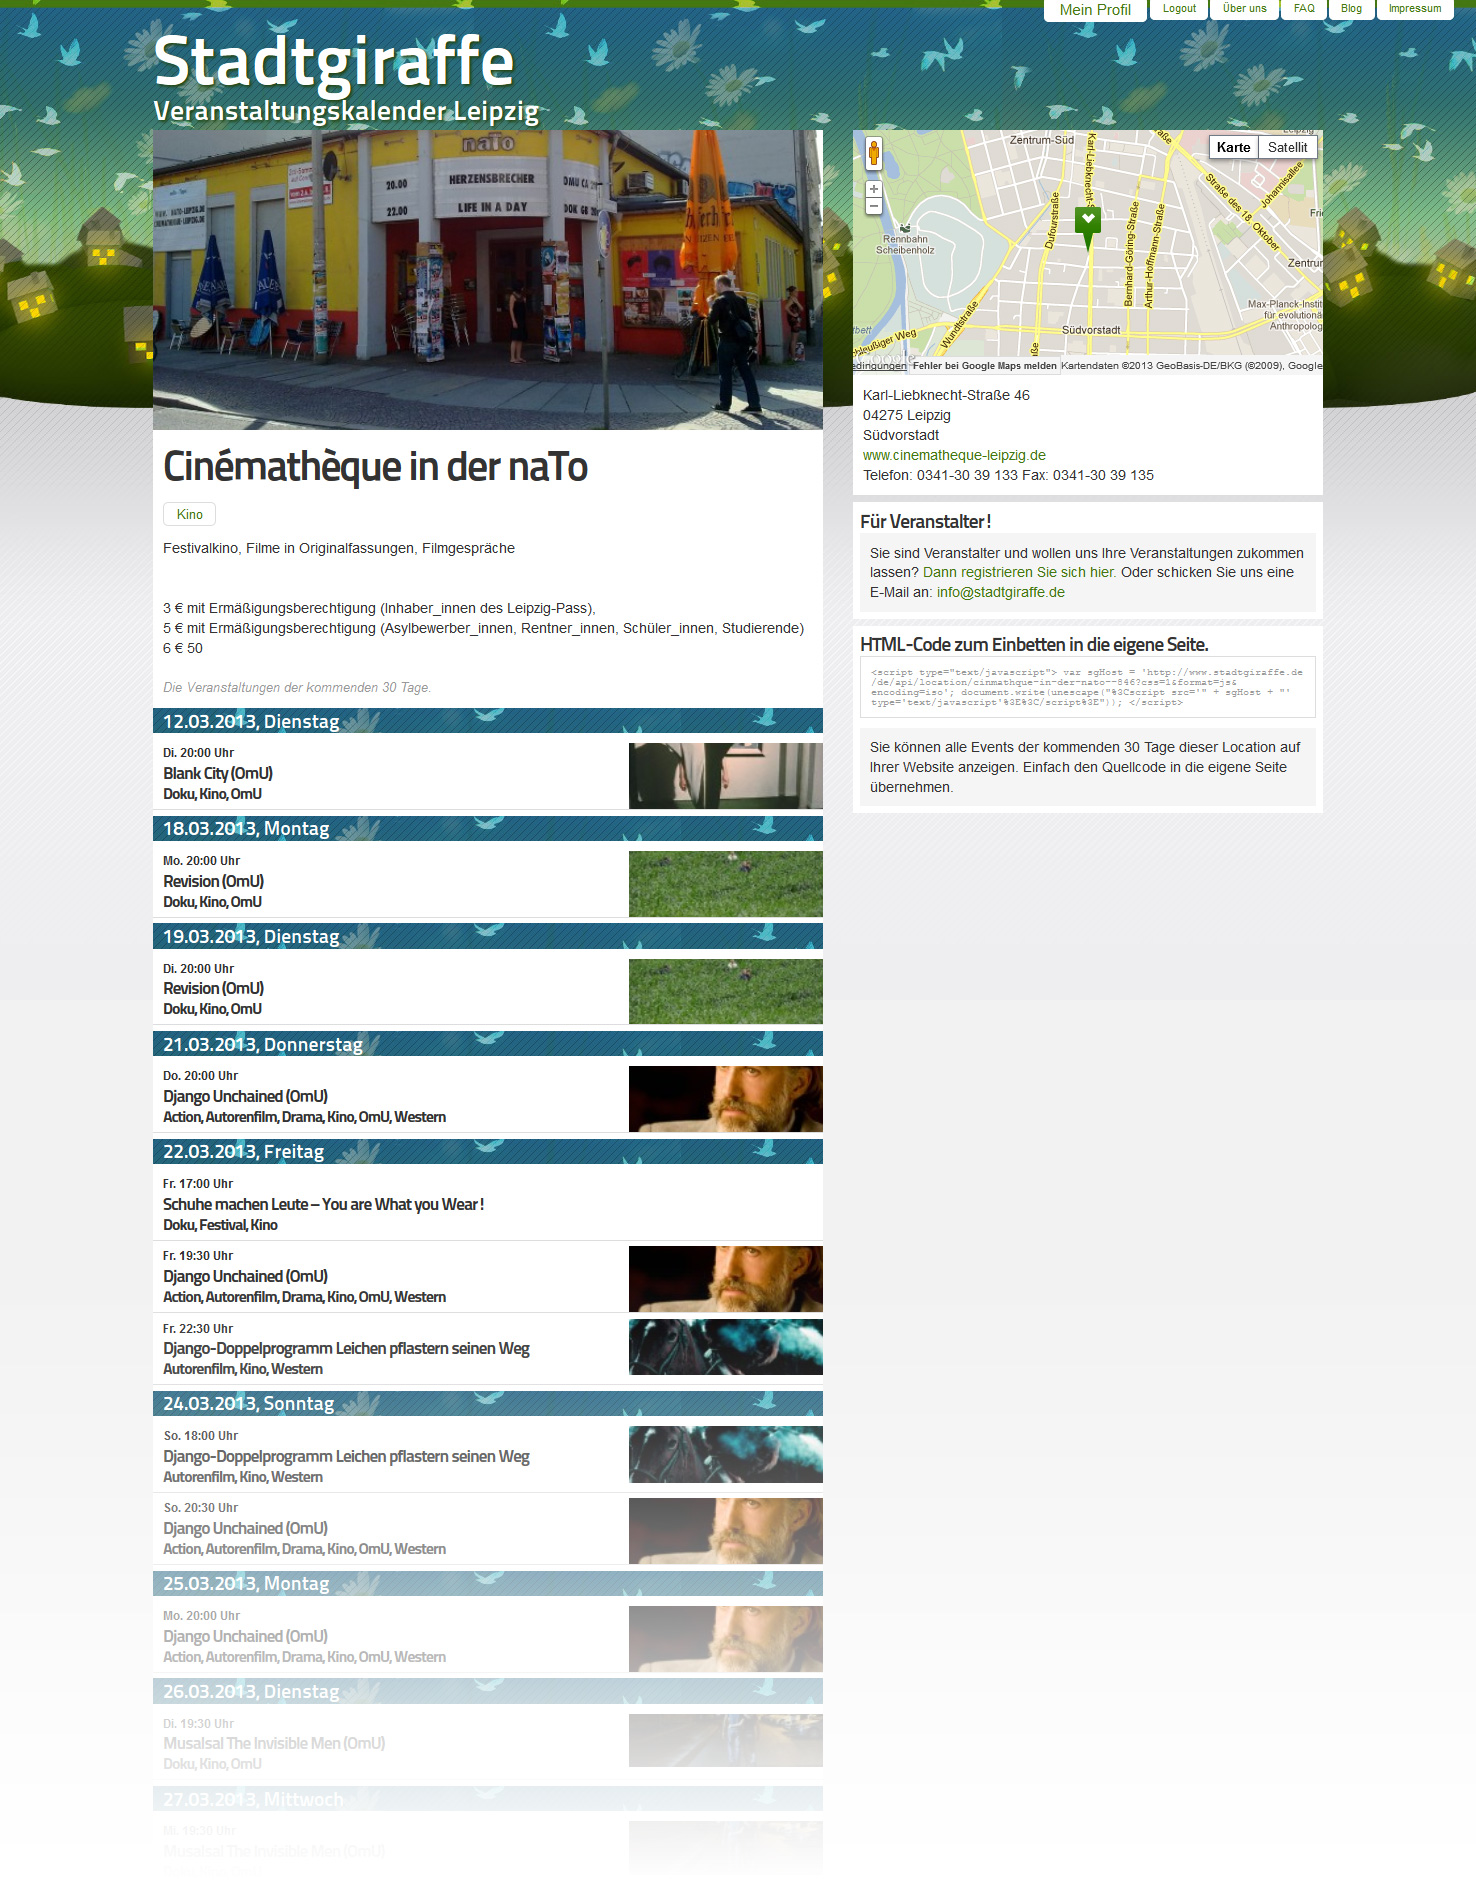 Mein Profil
Logout
Über uns
FAQ
Blog
Impressum
Stadtgiraffe
Veranstaltungskalender Leipzig
naTo
20.00 HERZENSBRECHER
22.00 LIFE IN A DAY
Karte Satellit
Zentrum-Süd
Straße des 18. Oktober
Johannisallee
Dufourstraße
Rennbahn
Scheibenholz
Bernhard-Göring-Straße
Arthur-Hoffmann-Straße
Wundtstraße
Südvorstadt
Fehler bei Google Maps melden Kartendaten ©2013 GeoBasis-DE/BKG (©2009), Google
Karl-Liebknecht-Straße 46
04275 Leipzig
Südvorstadt
www.cinematheque-leipzig.de
Telefon: 0341-30 39 133 Fax: 0341-30 39 135
Cinémathèque in der naTo
Kino
Festivalkino, Filme in Originalfassungen, Filmgespräche
3 € mit Ermäßigungsberechtigung (Inhaber_innen des Leipzig-Pass),
5 € mit Ermäßigungsberechtigung (Asylbewerber_innen, Rentner_innen, Schüler_innen, Studierende)
6 € 50
Die Veranstaltungen der kommenden 30 Tage.
Für Veranstalter!
Sie sind Veranstalter und wollen uns Ihre Veranstaltungen zukommen
lassen? Dann registrieren Sie sich hier. Oder schicken Sie uns eine
E-Mail an: info@stadtgiraffe.de
HTML-Code zum Einbetten in die eigene Seite.
<script type="text/javascript"> var sgHost = 'http://www.stadtgiraffe.de
/de/api/location/cinmathque-in-der-nato--846?css=1&format=js&
encoding=iso'; document.write(unescape("%3Cscript src='" + sgHost + "'
type='text/javascript'%3E%3C/script%3E")); </script>
Sie können alle Events der kommenden 30 Tage dieser Location auf
Ihrer Website anzeigen. Einfach den Quellcode in die eigene Seite
übernehmen.
12.03.2013, Dienstag
Di. 20:00 Uhr
Blank City (OmU)
Doku, Kino, OmU
18.03.2013, Montag
Mo. 20:00 Uhr
Revision (OmU)
Doku, Kino, OmU
19.03.2013, Dienstag
Di. 20:00 Uhr
Revision (OmU)
Doku, Kino, OmU
21.03.2013, Donnerstag
Do. 20:00 Uhr
Django Unchained (OmU)
Action, Autorenfilm, Drama, Kino, OmU, Western
22.03.2013, Freitag
Fr. 17:00 Uhr
Schuhe machen Leute – You are What you Wear!
Doku, Festival, Kino
Fr. 19:30 Uhr
Django Unchained (OmU)
Action, Autorenfilm, Drama, Kino, OmU, Western
Fr. 22:30 Uhr
Django-Doppelprogramm Leichen pflastern seinen Weg
Autorenfilm, Kino, Western
24.03.2013, Sonntag
So. 18:00 Uhr
Django-Doppelprogramm Leichen pflastern seinen Weg
Autorenfilm, Kino, Western
So. 20:30 Uhr
Django Unchained (OmU)
Action, Autorenfilm, Drama, Kino, OmU, Western
25.03.2013, Montag
Mo. 20:00 Uhr
Django Unchained (OmU)
Action, Autorenfilm, Drama, Kino, OmU, Western
26.03.2013, Dienstag
Di. 19:30 Uhr
Musalsal The Invisible Men (OmU)
Doku, Kino, OmU
27.03.2013, Mittwoch
Musalsal The Invisible Men (OmU)